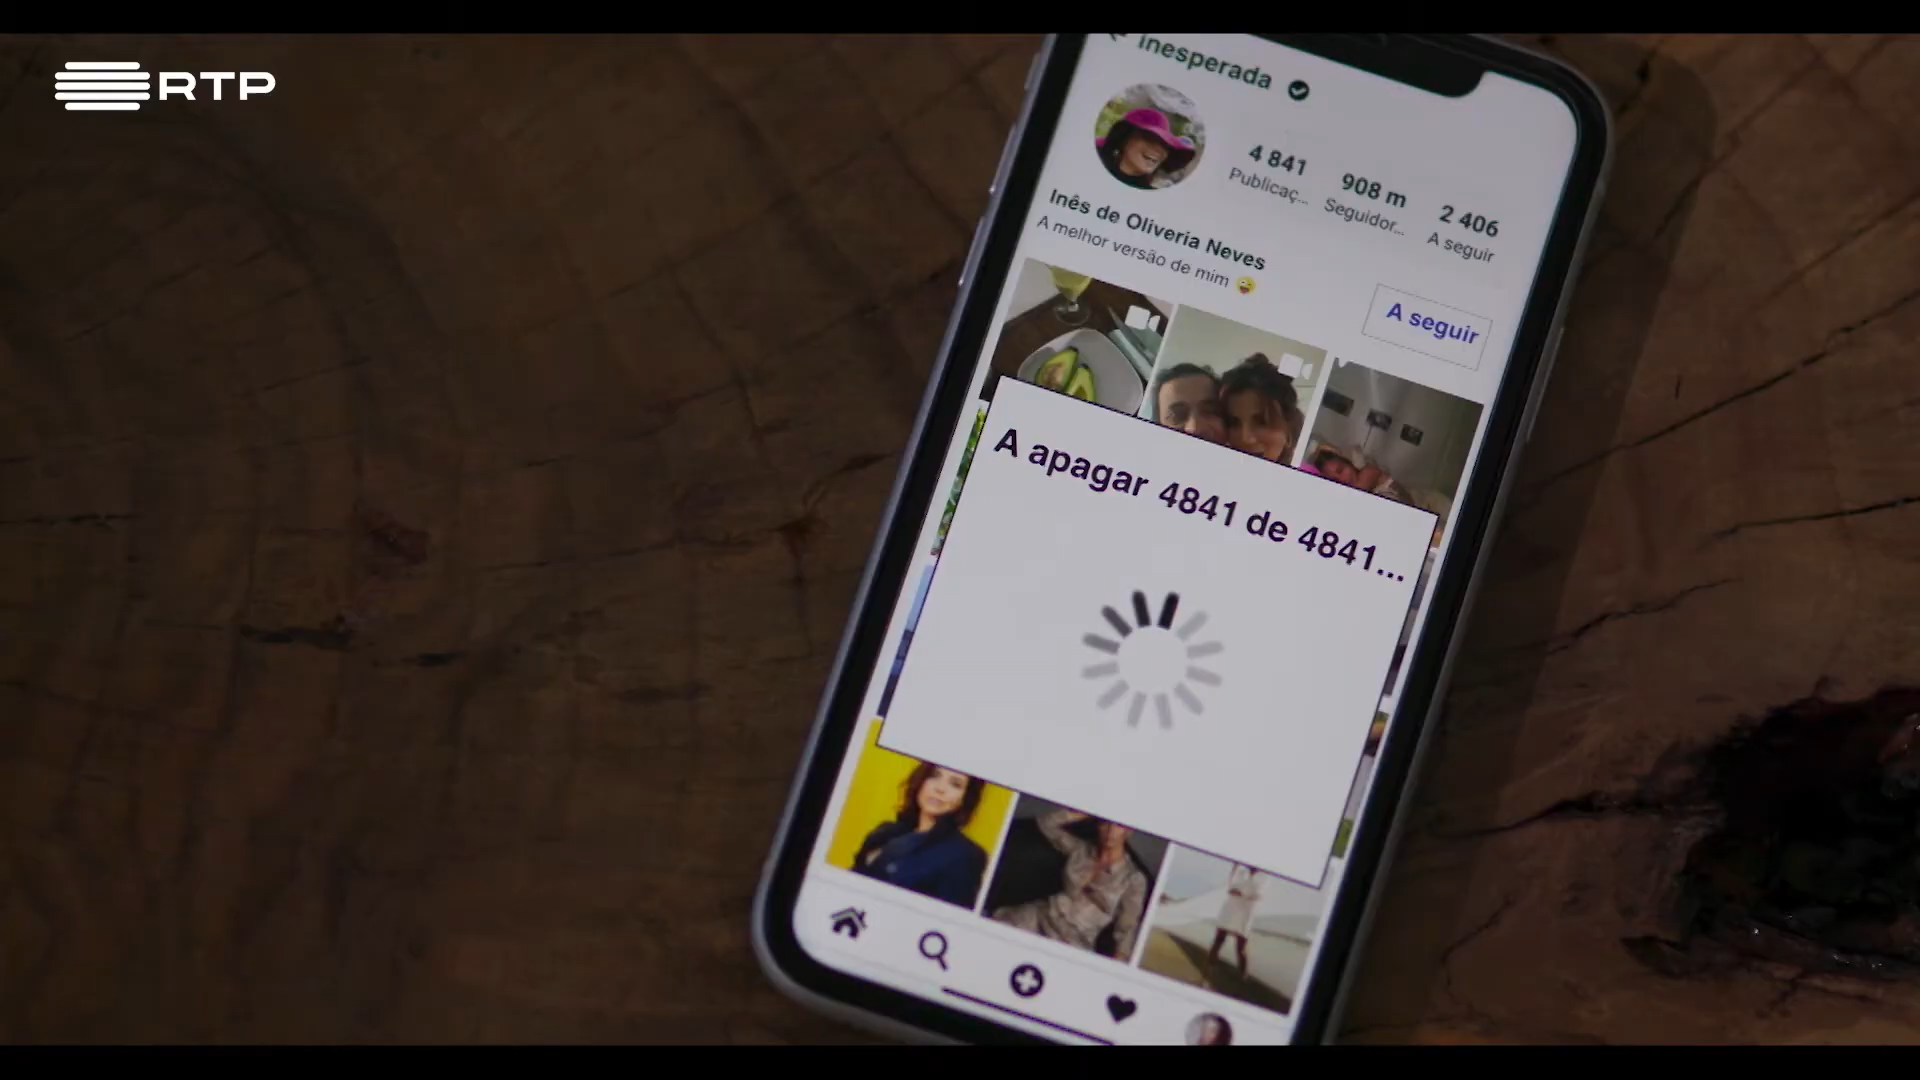 RTP
inesperada
4 841
Publicaç...
908 m
Seguidor...
2 406
A seguir
Inês de Oliveria Neves
A melhor versão de mim
A seguir
A apagar 4841 de 4841...